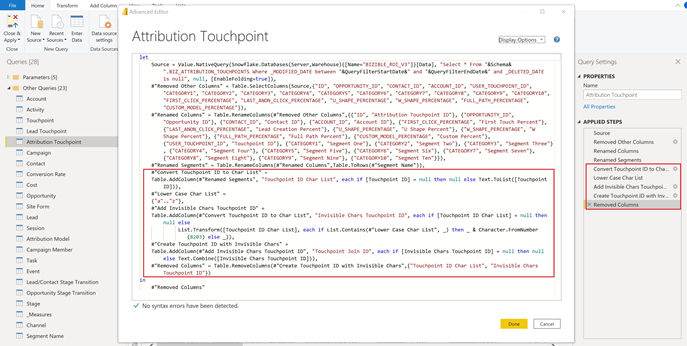 File
Home
Transform
Add Column
Close &
Apply
New
Source
Recent
Sources
Enter
Data
Data source
settings
Close
New Query
Data Sources
Queries [28]
Parameters [5]
Other Queries [23]
Account
Activity
Touchpoint
Lead Touchpoint
Attribution Touchpoint
Campaign
Contact
Conversion Rate
Cost
Opportunity
Site Form
Lead
Session
Attribution Model
Campaign Member
Task
Event
Lead/Contact Stage Transition
Opportunity Stage Transition
Stage
_Measures
Channel
Segment Name
Advanced Editor
Attribution Touchpoint
Display Options
let
Source = Value.NativeQuery(Snowflake.Databases(Server,Warehouse){[Name="BIZIBLE_ROI_V3"]}[Data], "Select * From "&Schema&
".BIZ_ATTRIBUTION_TOUCHPOINTS Where _MODIFIED_DATE between "&QueryFilterStartDate&" and "&QueryFilterEndDate&" and _DELETED_DATE
is null", null, [EnableFolding=true]),
#"Removed Other Columns" = Table.SelectColumns(Source,{"ID", "OPPORTUNITY_ID", "CONTACT_ID", "ACCOUNT_ID", "USER_TOUCHPOINT_ID",
"CATEGORY1", "CATEGORY2", "CATEGORY3", "CATEGORY4", "CATEGORY5", "CATEGORY6", "CATEGORY7", "CATEGORY8", "CATEGORY9", "CATEGORY10",
"FIRST_CLICK_PERCENTAGE", "LAST_ANON_CLICK_PERCENTAGE", "U_SHAPE_PERCENTAGE", "W_SHAPE_PERCENTAGE", "FULL_PATH_PERCENTAGE",
"CUSTOM_MODEL_PERCENTAGE"}),
#"Renamed Columns" = Table.RenameColumns(#"Removed Other Columns",{{"ID", "Attribution Touchpoint ID"}, {"OPPORTUNITY_ID",
"Opportunity ID"}, {"CONTACT_ID", "Contact ID"}, {"ACCOUNT_ID", "Account ID"}, {"FIRST_CLICK_PERCENTAGE", "First Touch Percent"},
{"LAST_ANON_CLICK_PERCENTAGE", "Lead Creation Percent"}, {"U_SHAPE_PERCENTAGE", "U Shape Percent"}, {"W_SHAPE_PERCENTAGE", "W
Shape Percent"}, {"FULL_PATH_PERCENTAGE", "Full Path Percent"}, {"CUSTOM_MODEL_PERCENTAGE", "Custom Percent"},
{"USER_TOUCHPOINT_ID", "Touchpoint ID"}, {"CATEGORY1", "Segment One"}, {"CATEGORY2", "Segment Two"}, {"CATEGORY3", "Segment Three"}
, {"CATEGORY4", "Segment Four"}, {"CATEGORY5", "Segment Five"}, {"CATEGORY6", "Segment Six"}, {"CATEGORY7", "Segment Seven"},
{"CATEGORY8", "Segment Eight"}, {"CATEGORY9", "Segment Nine"}, {"CATEGORY10", "Segment Ten"}}),
#"Renamed Segments" = Table.RenameColumns(#"Renamed Columns",Table.ToRows(#"Segment Name")),
#"Convert Touchpoint ID to Char List" =
Table.AddColumn(#"Renamed Segments", "Touchpoint ID Char List", each if [Touchpoint ID] = null then null else Text.ToList([Touchpoint
ID])),
#"Lower Case Char List" =
{"a".."z"},
#"Add Invisible Chars Touchpoint ID" =
Table.AddColumn(#"Convert Touchpoint ID to Char List", "Invisible Chars Touchpoint ID", each if [Touchpoint ID Char List] = null then
null else
List.Transform([Touchpoint ID Char List], each if List.Contains(#"Lower Case Char List", _) then _ & Character.FromNumber
(8203) else _)),
#"Create Touchpoint ID with Invisible Chars" =
Table.AddColumn(#"Add Invisible Chars Touchpoint ID", "Touchpoint Join ID", each if [Invisible Chars Touchpoint ID] = null then null
else Text.Combine([Invisible Chars Touchpoint ID])),
#"Removed Columns" = Table.RemoveColumns(#"Create Touchpoint ID with Invisible Chars",{"Touchpoint ID Char List", "Invisible Chars
Touchpoint ID"})
in
#"Removed Columns"
No syntax errors have been detected.
Done
Cancel
Query Settings
PROPERTIES
Name
Attribution Touchpoint
All Properties
APPLIED STEPS
Source
Removed Other Columns
Renamed Columns
Renamed Segments
Convert Touchpoint ID to Cha...
Lower Case Char List
Add Invisible Chars Touchpoi...
Create Touchpoint ID with Inv...
Removed Columns